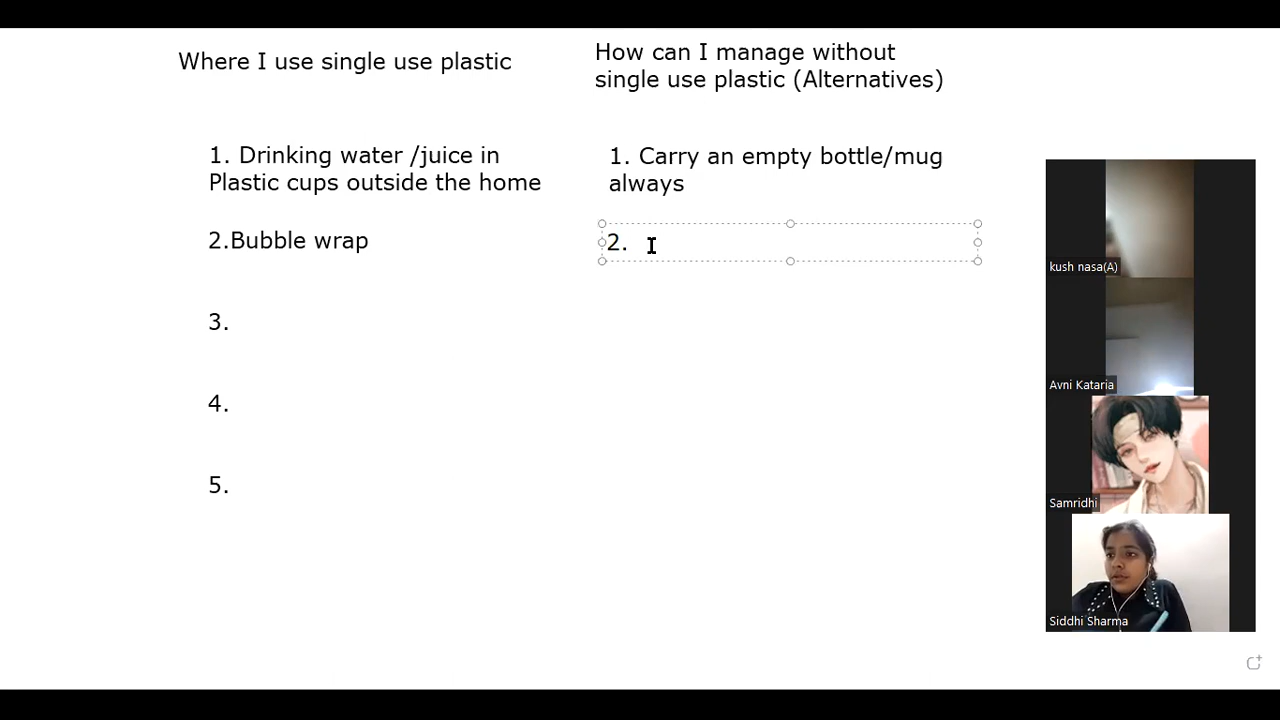 Where I use single use plastic
How can I manage without
single use plastic (Alternatives)
1. Drinking water /juice in
Plastic cups outside the home
1. Carry an empty bottle/mug
always
2.Bubble wrap
2.
3.
4.
5.
kush nasa(A)
Avni Kataria
Samridhi
Siddhi Sharma